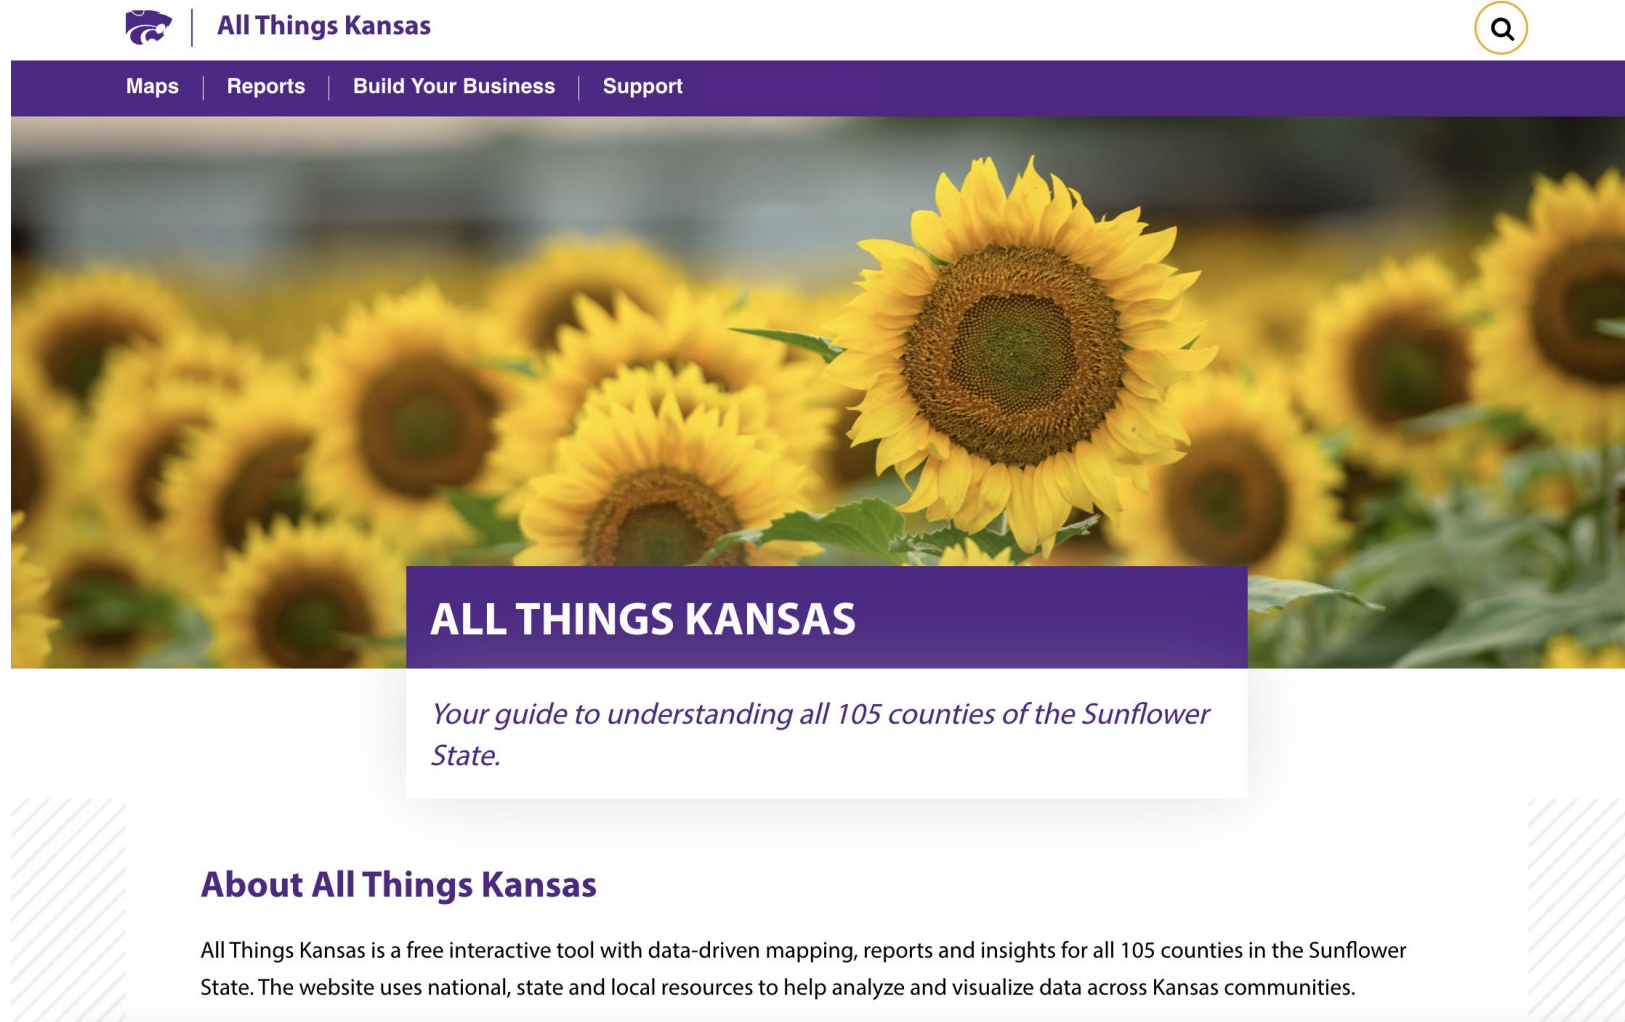 All Things Kansas
Maps
Reports
Build Your Business
Support
ALL THINGS KANSAS
Your guide to understanding all 105 counties of the Sunflower
State.
About All Things Kansas
All Things Kansas is a free interactive tool with data-driven mapping, reports and insights for all 105 counties in the Sunflower
State. The website uses national, state and local resources to help analyze and visualize data across Kansas communities.